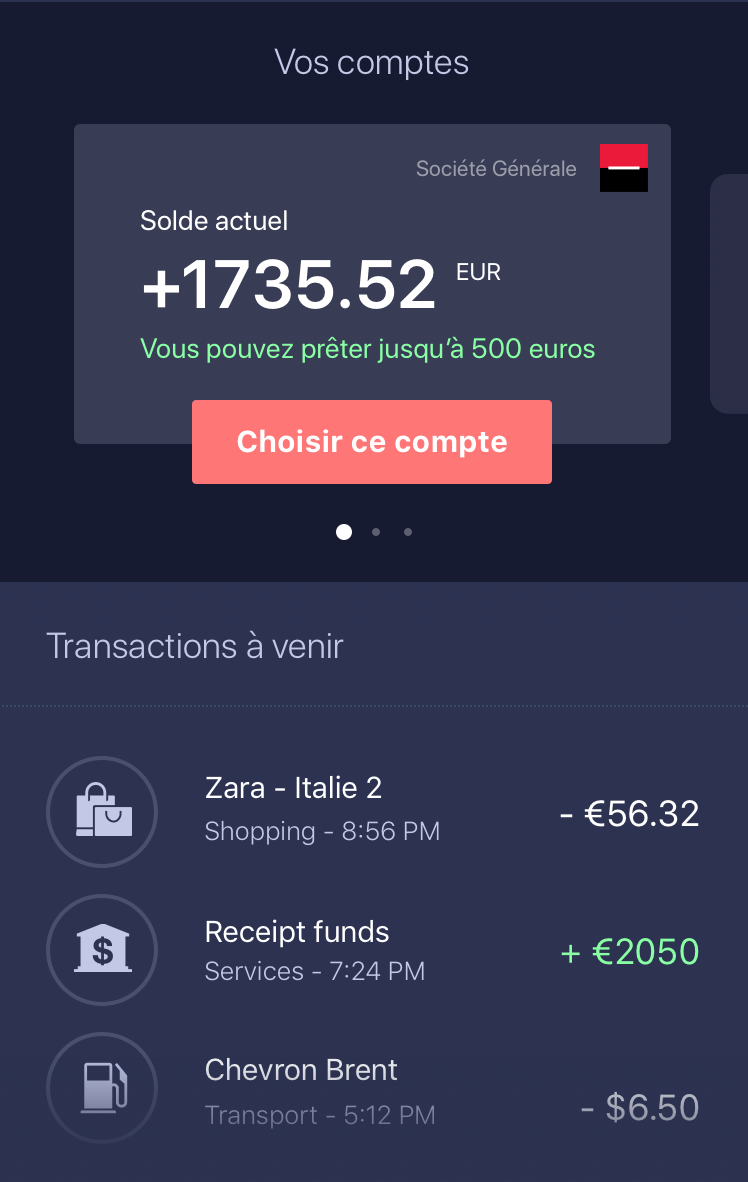 Vos comptes
Société Générale
Solde actuel
+1735.52 EUR
Vous pouvez prêter jusqu’à 500 euros
Choisir ce compte
Transactions à venir
Zara - Italie 2
Shopping - 8:56 PM
- €56.32
$
Receipt funds
Services - 7:24 PM
+ €2050
Chevron Brent
Transport - 5:12 PM
- $6.50